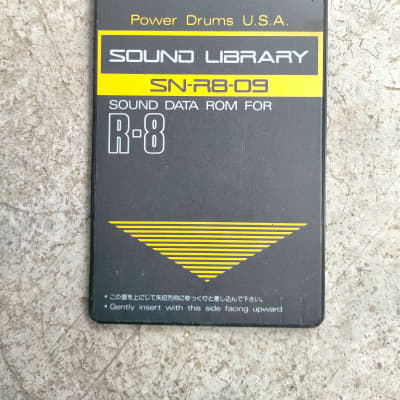 Power Drums U.S.A.
SOUND LIBRARY
SN-R8-09
SOUND DATA ROM FOR
R-8
* この面を上にして矢印方向にゆっくりと差し込んで下さい。
* Gently insert with this side facing upward.